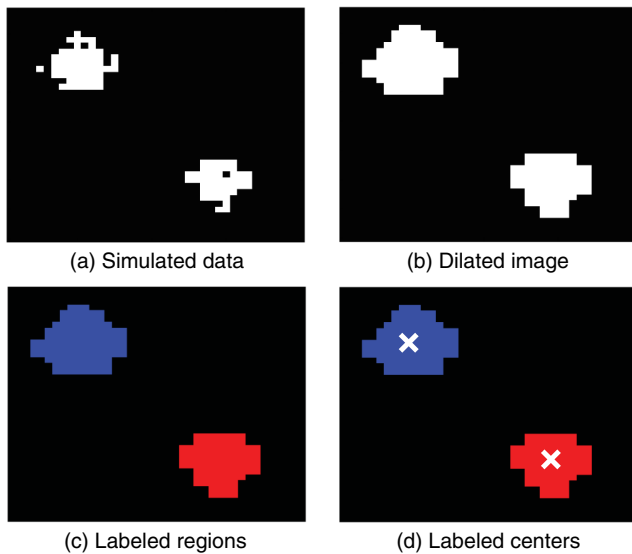 (a) Simulated data
(b) Dilated image
(c) Labeled regions
(d) Labeled centers